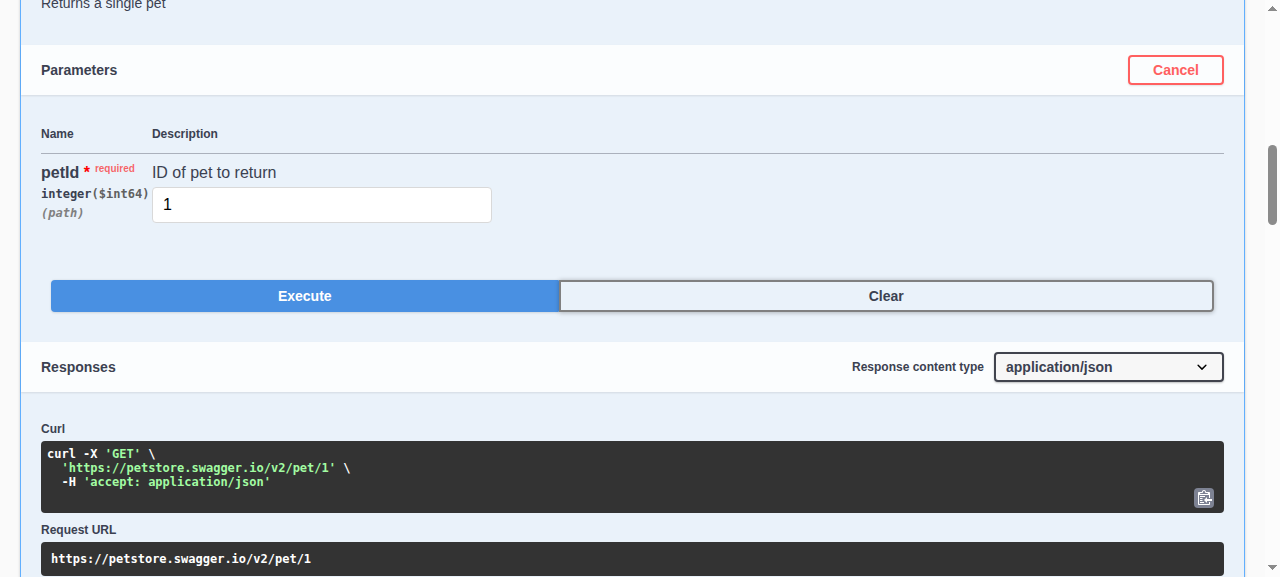 Returns a single pet
Parameters
Cancel
Name Description
petId * required ID of pet to return
integer($int64)
1
(path)
Execute Clear
Responses Response content type application/json
Curl
curl -X 'GET' \
  'https://petstore.swagger.io/v2/pet/1' \
  -H 'accept: application/json'
Request URL
https://petstore.swagger.io/v2/pet/1